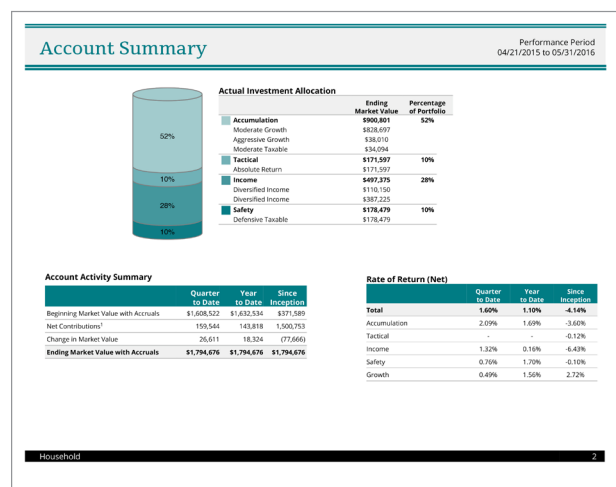 Account Summary
Performance Period
04/21/2015 to 05/31/2016
Actual Investment Allocation
Ending Market Value Percentage of Portfolio
Accumulation $900,801 52%
Moderate Growth $828,697
Aggressive Growth $38,010
Moderate Taxable $34,094
Tactical $171,597 10%
Absolute Return $171,597
Income $497,375 28%
Diversified Income $110,150
Diversified Income $387,225
Safety $178,479 10%
Defensive Taxable $178,479
52%
10%
28%
10%
Account Activity Summary
Quarter to Date Year to Date Since Inception
Beginning Market Value with Accruals $1,608,522 $1,632,534 $371,589
Net Contributions1 159,544 143,818 1,500,753
Change in Market Value 26,611 18,324 (77,666)
Ending Market Value with Accruals $1,794,676 $1,794,676 $1,794,676
Rate of Return (Net)
Quarter to Date Year to Date Since Inception
Total 1.60% 1.10% -4.14%
Accumulation 2.09% 1.69% -3.60%
Tactical - - -0.12%
Income 1.32% 0.16% -6.43%
Safety 0.76% 1.70% -0.10%
Growth 0.49% 1.56% 2.72%
Household 2